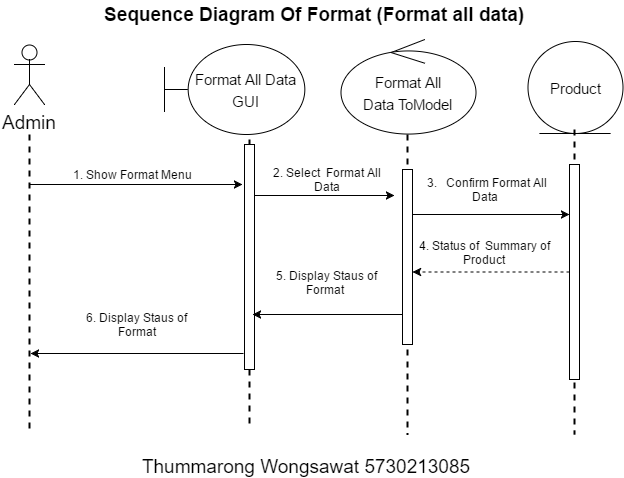 Sequence Diagram Of Format (Format all data)
Admin
Format All Data
GUI
Format All
Data ToModel
Product
1. Show Format Menu
2. Select Format All
Data
3. Confirm Format All
Data
4. Status of Summary of
Product
5. Display Staus of
Format
6. Display Staus of
Format
Thummarong Wongsawat 5730213085